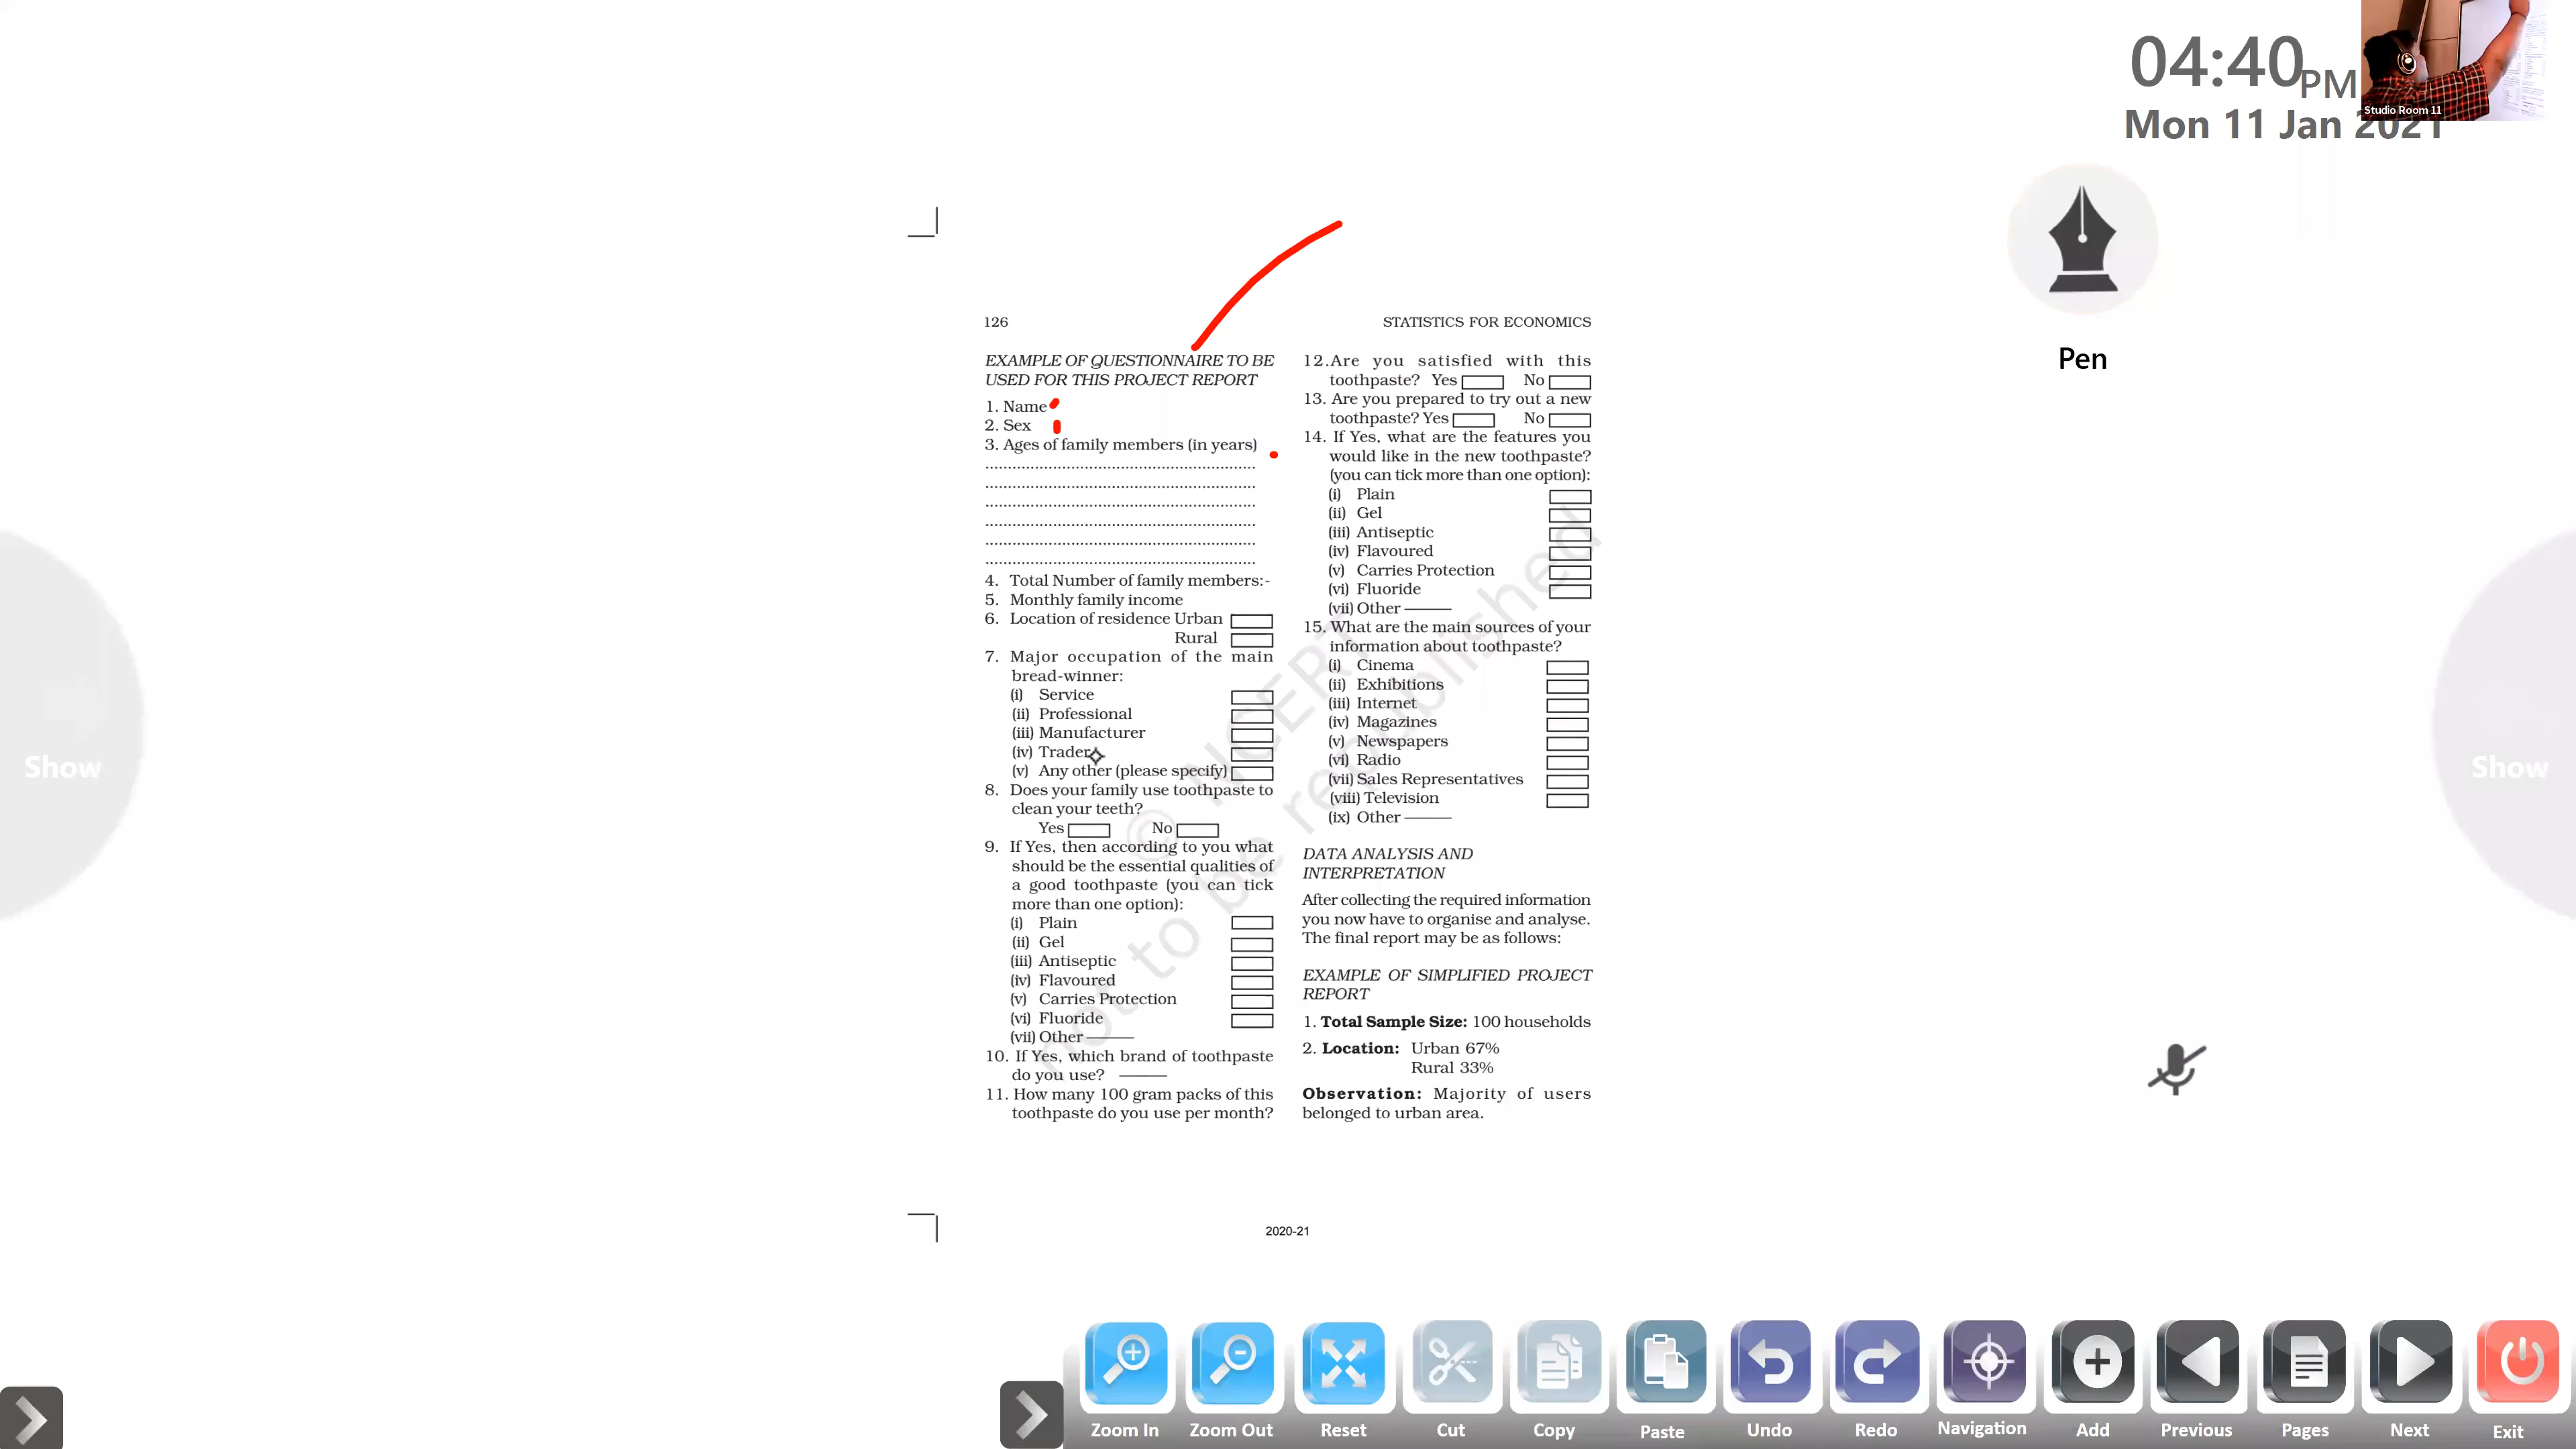 04:40 PM
Mon 11 Jan 2021
Studio Room 11
Pen
126
STATISTICS FOR ECONOMICS
EXAMPLE OF QUESTIONNAIRE TO BE
USED FOR THIS PROJECT REPORT
1. Name
2. Sex
3. Ages of family members (in years)
..........................................................
..........................................................
..........................................................
..........................................................
..........................................................
..........................................................
4. Total Number of family members:-
5. Monthly family income
6. Location of residence Urban
Rural
7. Major occupation of the main
bread-winner:
(i) Service
(ii) Professional
(iii) Manufacturer
(iv) Trader
(v) Any other (please specify)
8. Does your family use toothpaste to
clean your teeth?
Yes No
9. If Yes, then according to you what
should be the essential qualities of
a good toothpaste (you can tick
more than one option):
(i) Plain
(ii) Gel
(iii) Antiseptic
(iv) Flavoured
(v) Carries Protection
(vi) Fluoride
(vii) Other ———
10. If Yes, which brand of toothpaste
do you use? ———
11. How many 100 gram packs of this
toothpaste do you use per month?
12.Are you satisfied with this
toothpaste? Yes No
13. Are you prepared to try out a new
toothpaste? Yes No
14. If Yes, what are the features you
would like in the new toothpaste?
(you can tick more than one option):
(i) Plain
(ii) Gel
(iii) Antiseptic
(iv) Flavoured
(v) Carries Protection
(vi) Fluoride
(vii) Other ———
15. What are the main sources of your
information about toothpaste?
(i) Cinema
(ii) Exhibitions
(iii) Internet
(iv) Magazines
(v) Newspapers
(vi) Radio
(vii) Sales Representatives
(viii) Television
(ix) Other ———
DATA ANALYSIS AND
INTERPRETATION
After collecting the required information
you now have to organise and analyse.
The final report may be as follows:
EXAMPLE OF SIMPLIFIED PROJECT
REPORT
1. Total Sample Size: 100 households
2. Location: Urban 67%
Rural 33%
Observation: Majority of users
belonged to urban area.
© NCERT
not to be republished
2020-21
Show
Show
Zoom In
Zoom Out
Reset
Cut
Copy
Paste
Undo
Redo
Navigation
Add
Previous
Pages
Next
Exit